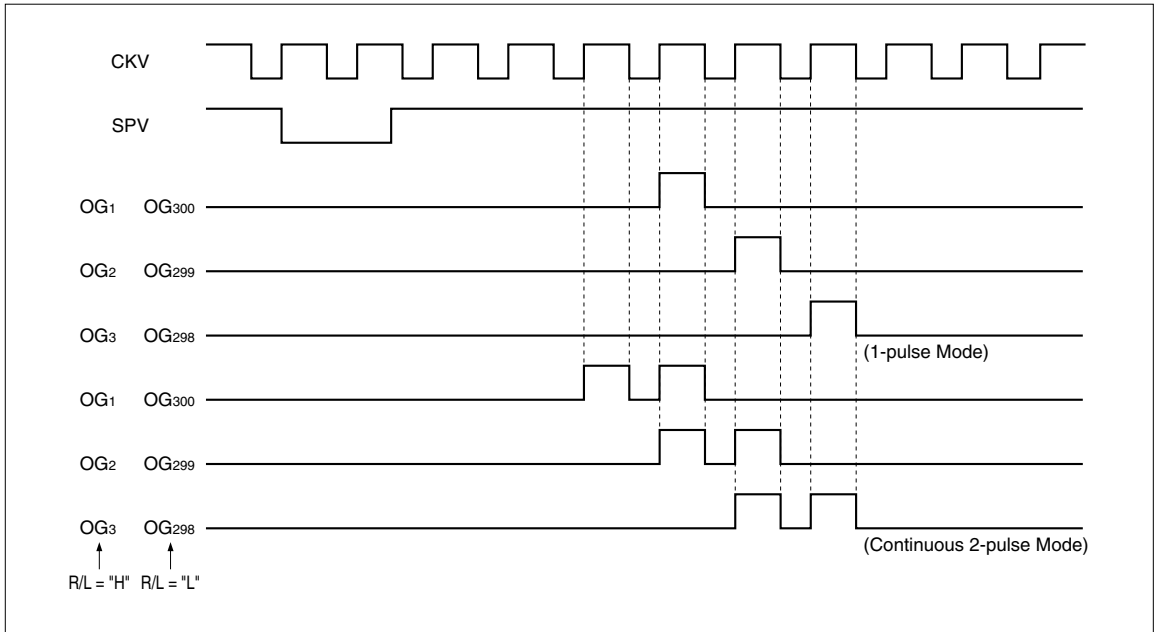 CKV
SPV
OG1 OG300
OG2 OG299
OG3 OG298
(1-pulse Mode)
OG1 OG300
OG2 OG299
OG3 OG298
(Continuous 2-pulse Mode)
R/L = "H" R/L = "L"